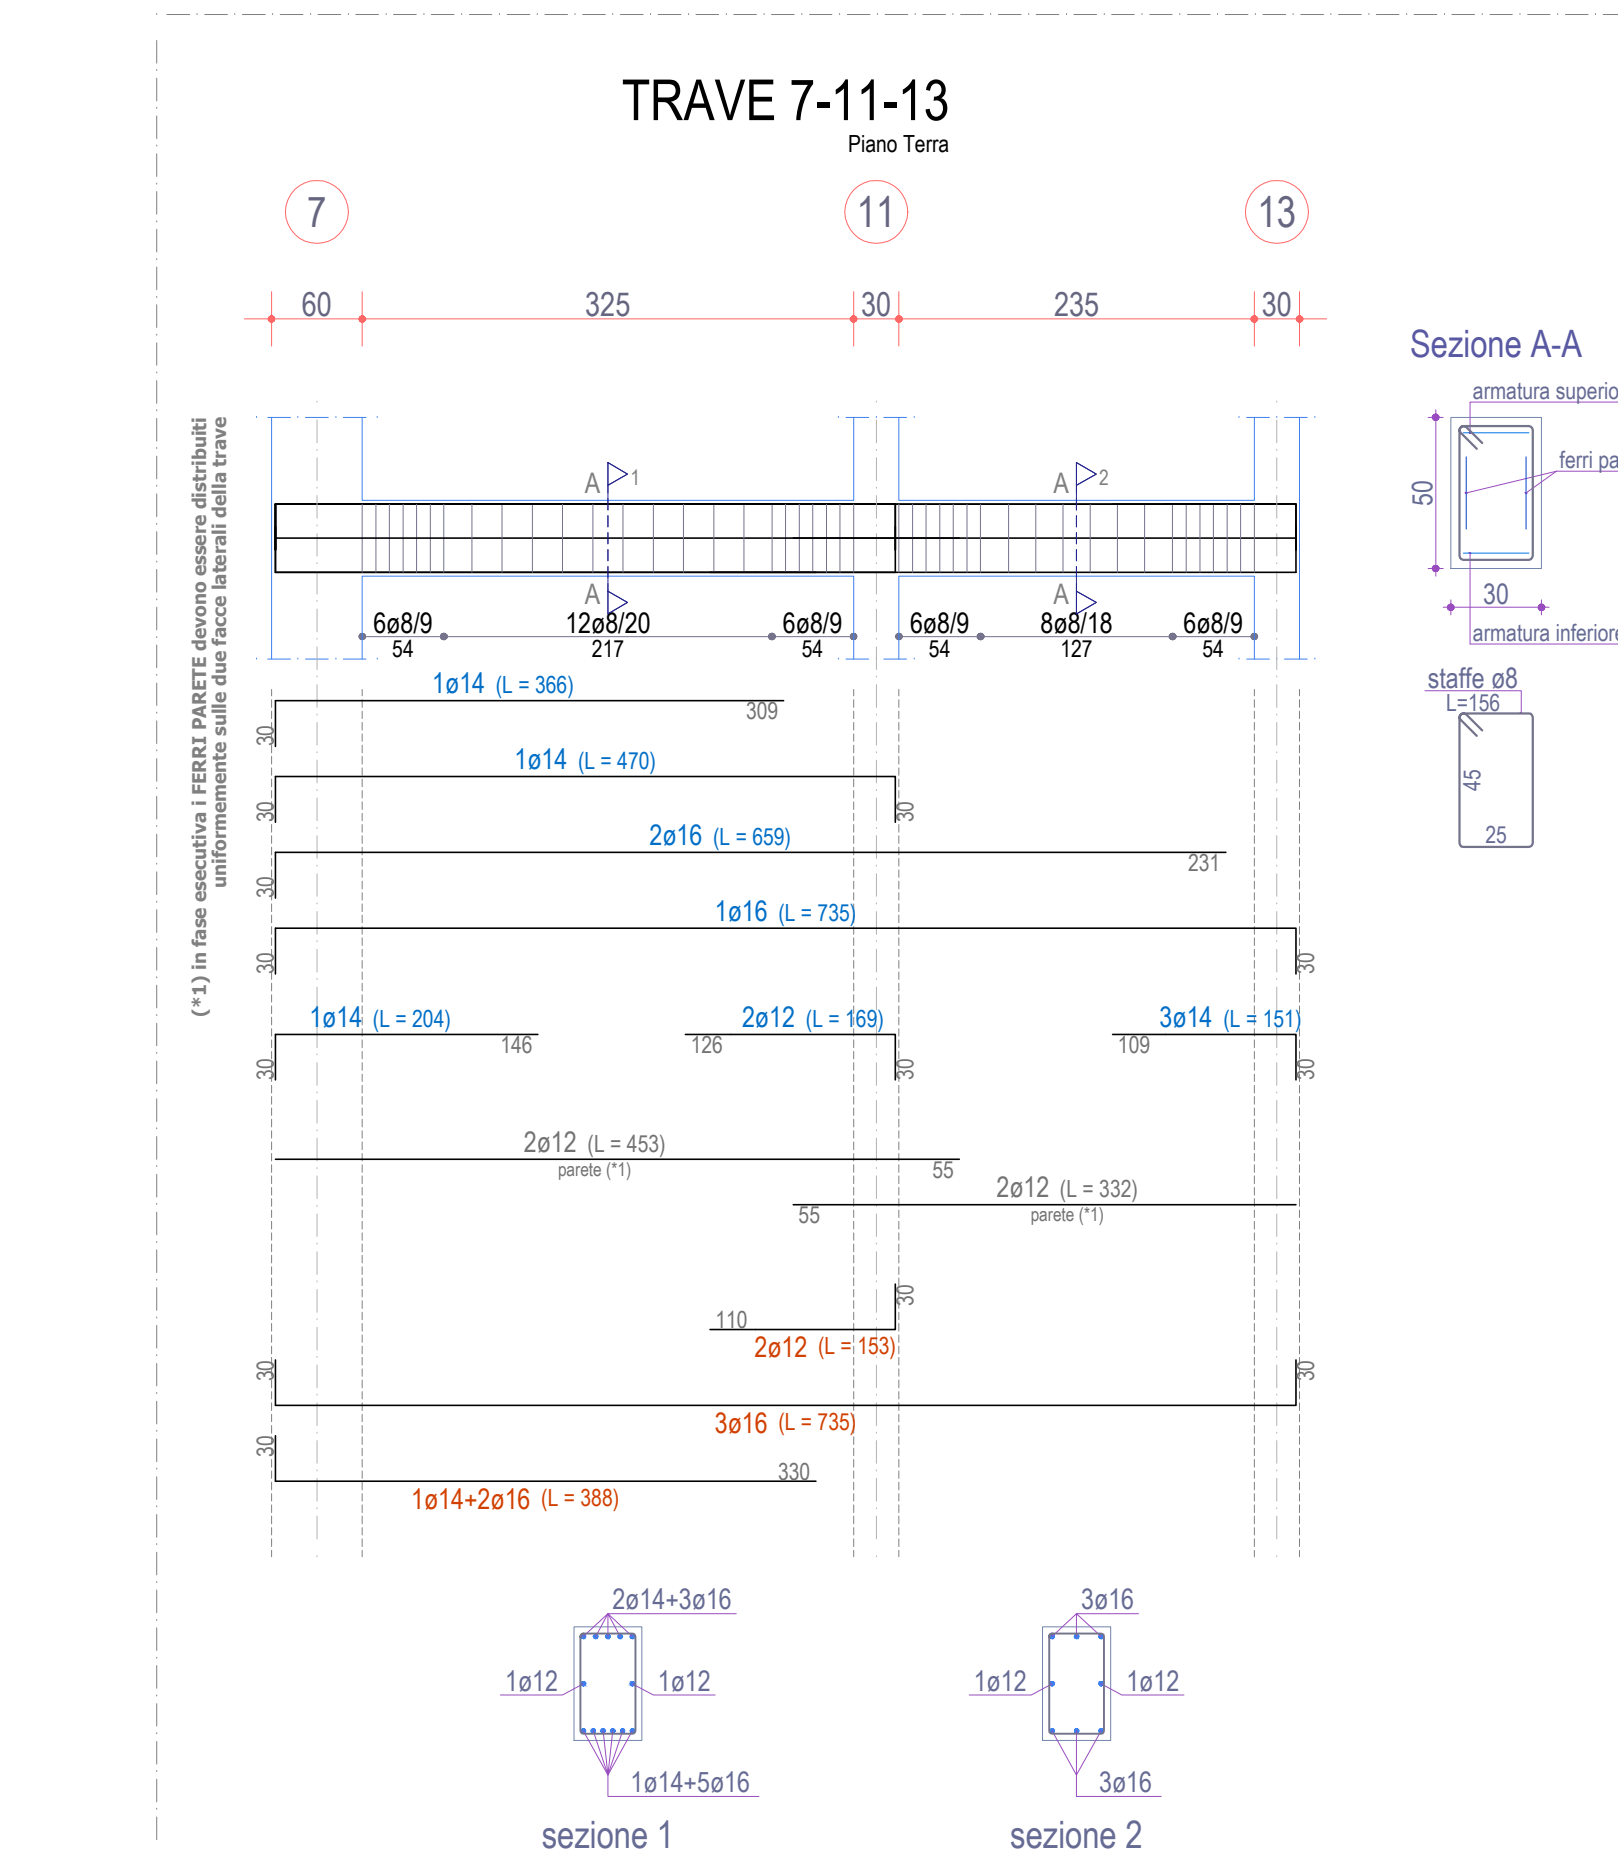 TRAVE 7-11-13
Piano Terra
7
11
13
60
325
30
235
30
Sezione A-A
armatura superio
ferri pa
50
30
armatura inferiore
staffe ø8
L=156
45
25
(*1) in fase esecutiva i FERRI PARETE devono essere distribuiti
uniformemente sulle due facce laterali della trave
A
1
A
2
A
A
6ø8/9
12ø8/20
6ø8/9
6ø8/9
8ø8/18
6ø8/9
54
217
54
54
127
54
1ø14 (L = 366)
309
30
1ø14 (L = 470)
30
30
2ø16 (L = 659)
231
30
1ø16 (L = 735)
30
30
1ø14 (L = 204)
2ø12 (L = 169)
3ø14 (L = 151)
146
126
109
30
30
30
2ø12 (L = 453)
parete (*1)
55
2ø12 (L = 332)
55
parete (*1)
30
110
2ø12 (L = 153)
30
30
3ø16 (L = 735)
30
330
1ø14+2ø16 (L = 388)
2ø14+3ø16
3ø16
1ø12
1ø12
1ø12
1ø12
1ø14+5ø16
3ø16
sezione 1
sezione 2